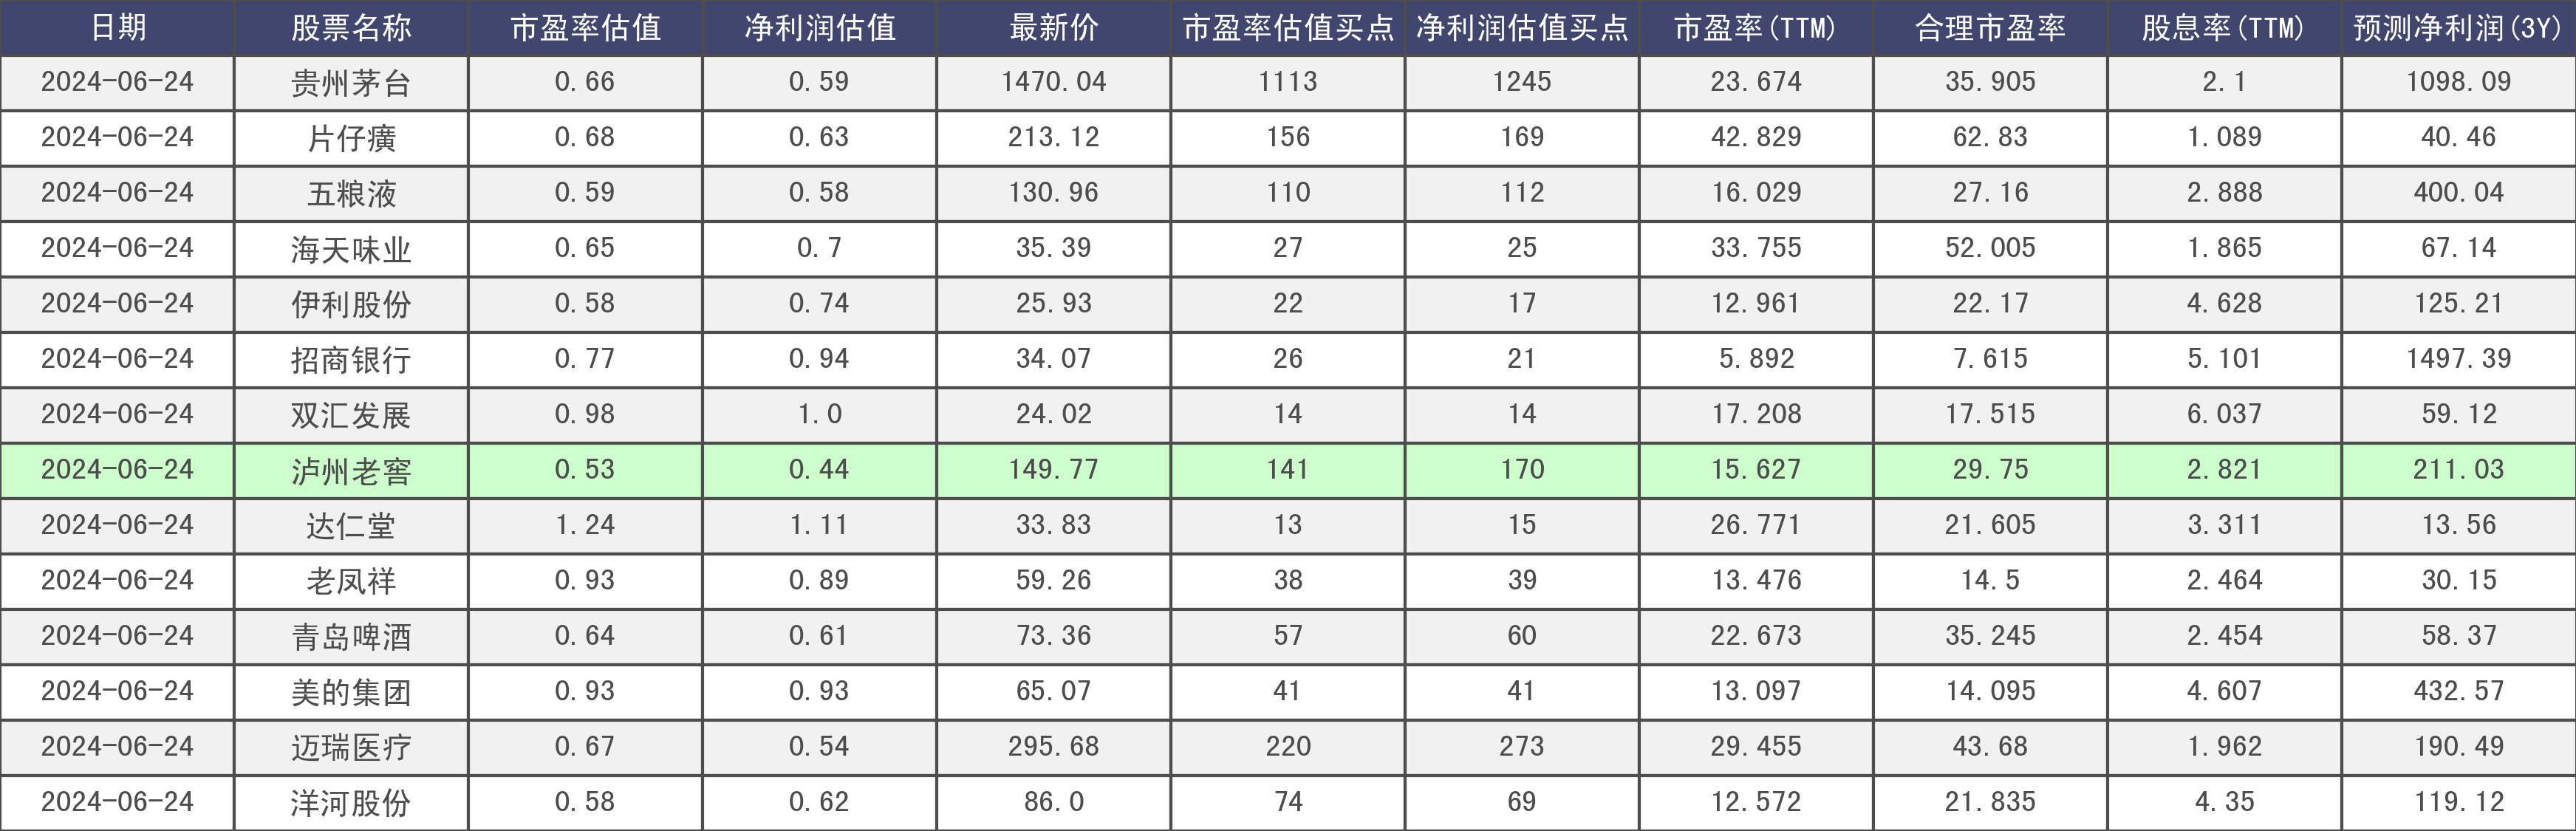 日期 股票名称 市盈率估值 净利润估值 最新价 市盈率估值买点 净利润估值买点 市盈率(TTM) 合理市盈率 股息率(TTM) 预测净利润(3Y)
2024-06-24 贵州茅台 0.66 0.59 1470.04 1113 1245 23.674 35.905 2.1 1098.09
2024-06-24 片仔癀 0.68 0.63 213.12 156 169 42.829 62.83 1.089 40.46
2024-06-24 五粮液 0.59 0.58 130.96 110 112 16.029 27.16 2.888 400.04
2024-06-24 海天味业 0.65 0.7 35.39 27 25 33.755 52.005 1.865 67.14
2024-06-24 伊利股份 0.58 0.74 25.93 22 17 12.961 22.17 4.628 125.21
2024-06-24 招商银行 0.77 0.94 34.07 26 21 5.892 7.615 5.101 1497.39
2024-06-24 双汇发展 0.98 1.0 24.02 14 14 17.208 17.515 6.037 59.12
2024-06-24 泸州老窖 0.53 0.44 149.77 141 170 15.627 29.75 2.821 211.03
2024-06-24 达仁堂 1.24 1.11 33.83 13 15 26.771 21.605 3.311 13.56
2024-06-24 老凤祥 0.93 0.89 59.26 38 39 13.476 14.5 2.464 30.15
2024-06-24 青岛啤酒 0.64 0.61 73.36 57 60 22.673 35.245 2.454 58.37
2024-06-24 美的集团 0.93 0.93 65.07 41 41 13.097 14.095 4.607 432.57
2024-06-24 迈瑞医疗 0.67 0.54 295.68 220 273 29.455 43.68 1.962 190.49
2024-06-24 洋河股份 0.58 0.62 86.0 74 69 12.572 21.835 4.35 119.12